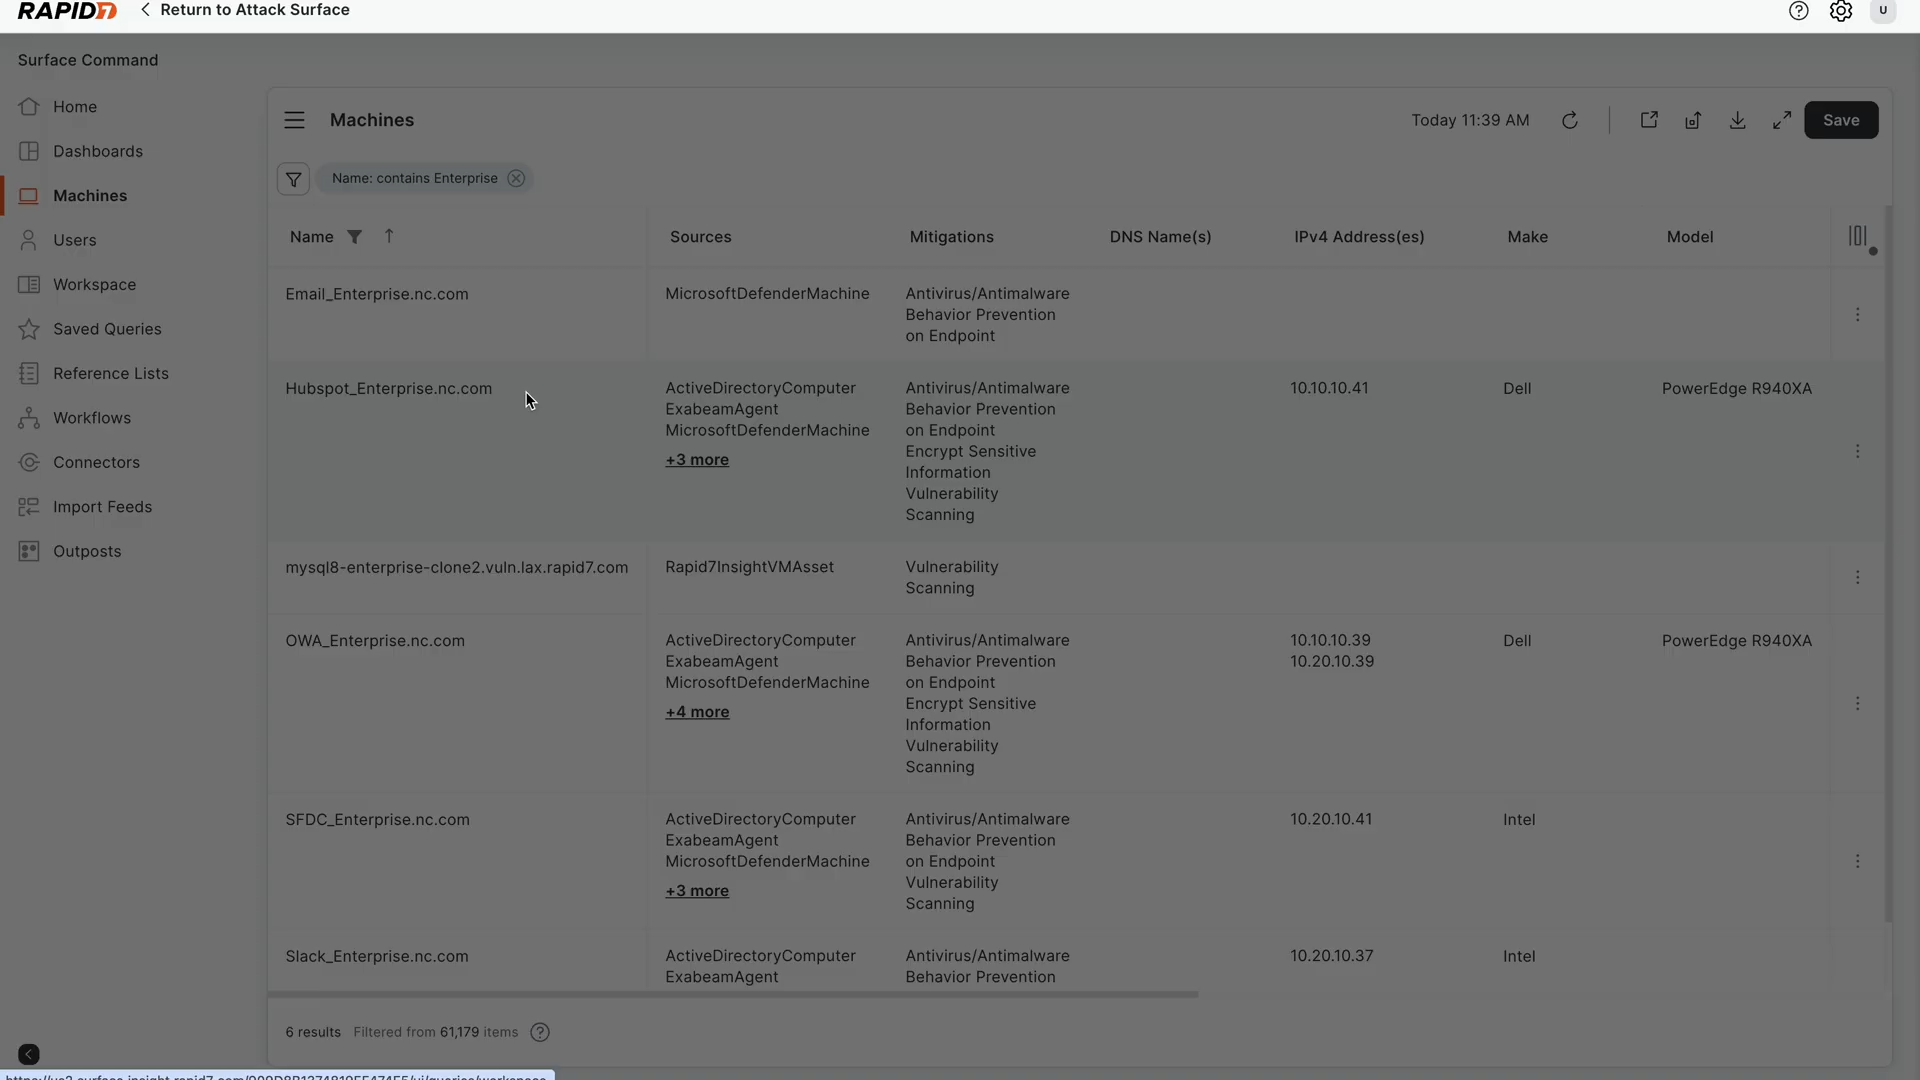 RAPID7 Return to Attack Surface U
Surface Command
Home
Dashboards
Machines
Users
Workspace
Saved Queries
Reference Lists
Workflows
Connectors
Import Feeds
Outposts
Machines Today 11:39 AM Save
Name: contains Enterprise
Name Sources Mitigations DNS Name(s) IPv4 Address(es) Make Model
Email_Enterprise.nc.com MicrosoftDefenderMachine Antivirus/Antimalware
Behavior Prevention
on Endpoint
Hubspot_Enterprise.nc.com ActiveDirectoryComputer Antivirus/Antimalware 10.10.10.41 Dell PowerEdge R940XA
ExabeamAgent Behavior Prevention
MicrosoftDefenderMachine on Endpoint
+3 more Encrypt Sensitive
Information
Vulnerability
Scanning
mysql8-enterprise-clone2.vuln.lax.rapid7.com Rapid7InsightVMAsset Vulnerability
Scanning
OWA_Enterprise.nc.com ActiveDirectoryComputer Antivirus/Antimalware 10.10.10.39 Dell PowerEdge R940XA
ExabeamAgent Behavior Prevention 10.20.10.39
MicrosoftDefenderMachine on Endpoint
+4 more Encrypt Sensitive
Information
Vulnerability
Scanning
SFDC_Enterprise.nc.com ActiveDirectoryComputer Antivirus/Antimalware 10.20.10.41 Intel
ExabeamAgent Behavior Prevention
MicrosoftDefenderMachine on Endpoint
+3 more Vulnerability
Scanning
Slack_Enterprise.nc.com ActiveDirectoryComputer Antivirus/Antimalware 10.20.10.37 Intel
ExabeamAgent Behavior Prevention
6 results Filtered from 61,179 items